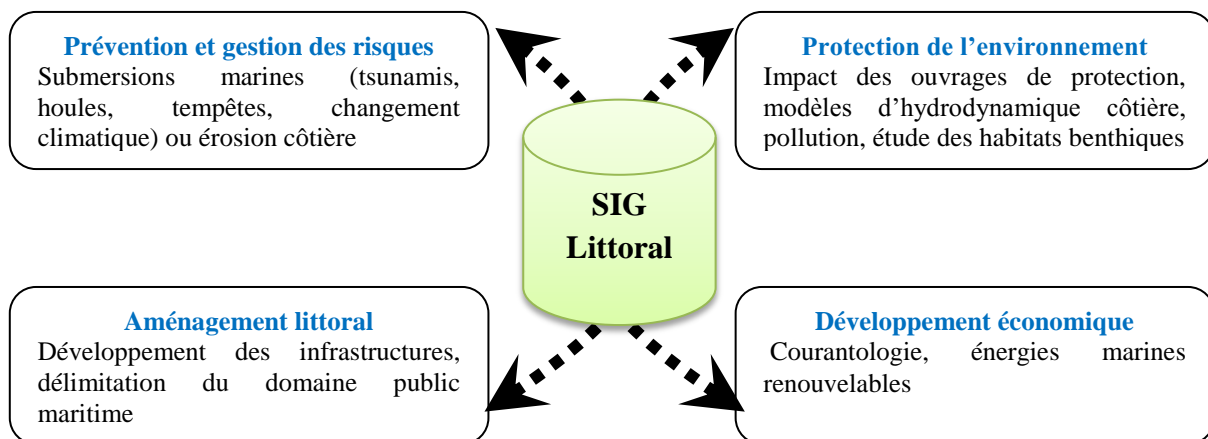 Prévention et gestion des risques
Submersions marines (tsunamis,
houles, tempêtes, changement
climatique) ou érosion côtière
Protection de l’environnement
Impact des ouvrages de protection,
modèles d’hydrodynamique côtière,
pollution, étude des habitats benthiques
SIG
Littoral
Aménagement littoral
Développement des infrastructures,
délimitation du domaine public
maritime
Développement économique
Courantologie, énergies marines
renouvelables